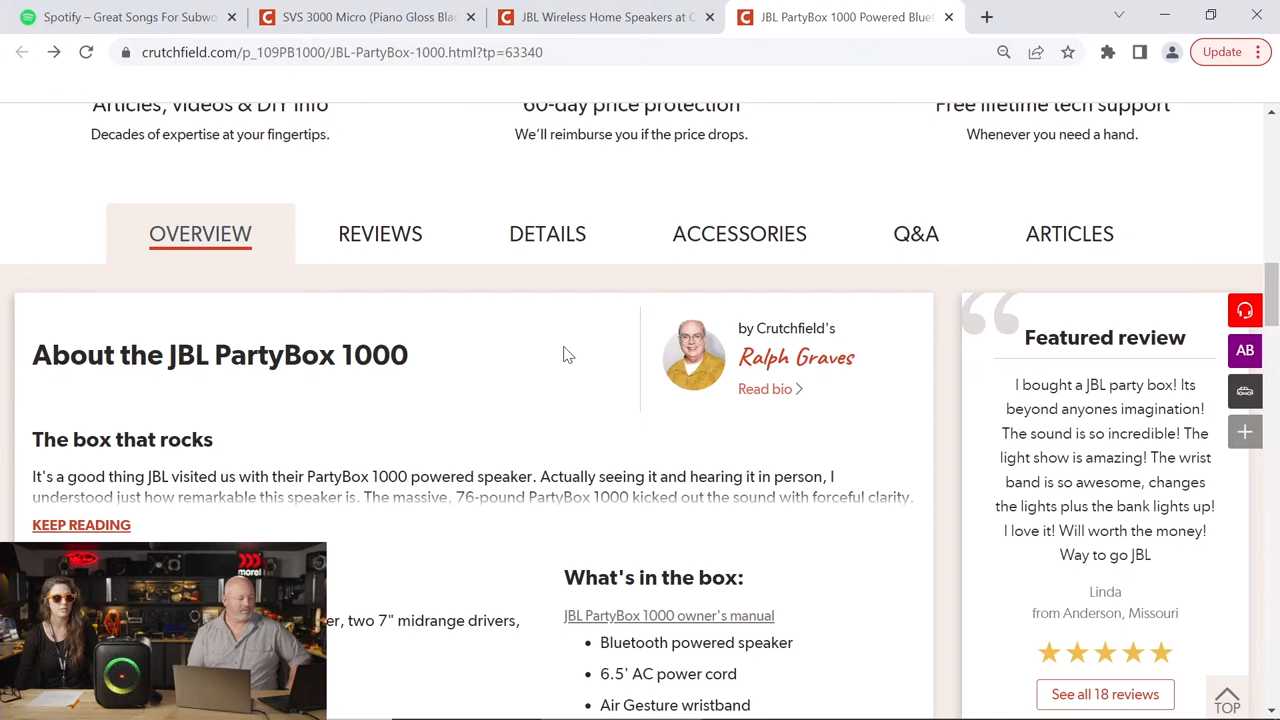 Spotify - Great Songs For Subwo
SVS 3000 Micro (Piano Gloss Bla
JBL Wireless Home Speakers at C
JBL PartyBox 1000 Powered Blue
crutchfield.com/p_109PB1000/JBL-PartyBox-1000.html?tp=63340
Update
Articles, videos & DIY info
60-day price protection
Free lifetime tech support
Decades of expertise at your fingertips.
We'll reimburse you if the price drops.
Whenever you need a hand.
OVERVIEW
REVIEWS
DETAILS
ACCESSORIES
Q&A
ARTICLES
About the JBL PartyBox 1000
by Crutchfield's
Ralph Graves
Read bio
The box that rocks
It's a good thing JBL visited us with their PartyBox 1000 powered speaker. Actually seeing it and hearing it in person, I
understood just how remarkable this speaker is. The massive, 76-pound PartyBox 1000 kicked out the sound with forceful clarity.
KEEP READING
er, two 7" midrange drivers,
What's in the box:
JBL PartyBox 1000 owner's manual
• Bluetooth powered speaker
• 6.5' AC power cord
• Air Gesture wristband
Featured review
I bought a JBL party box! Its
beyond anyones imagination!
The sound is so incredible! The
light show is amazing! The wrist
band is so awesome, changes
the lights plus the bank lights up!
I love it! Will worth the money!
Way to go JBL
Linda
from Anderson, Missouri
See all 18 reviews
AB
TOP
morel